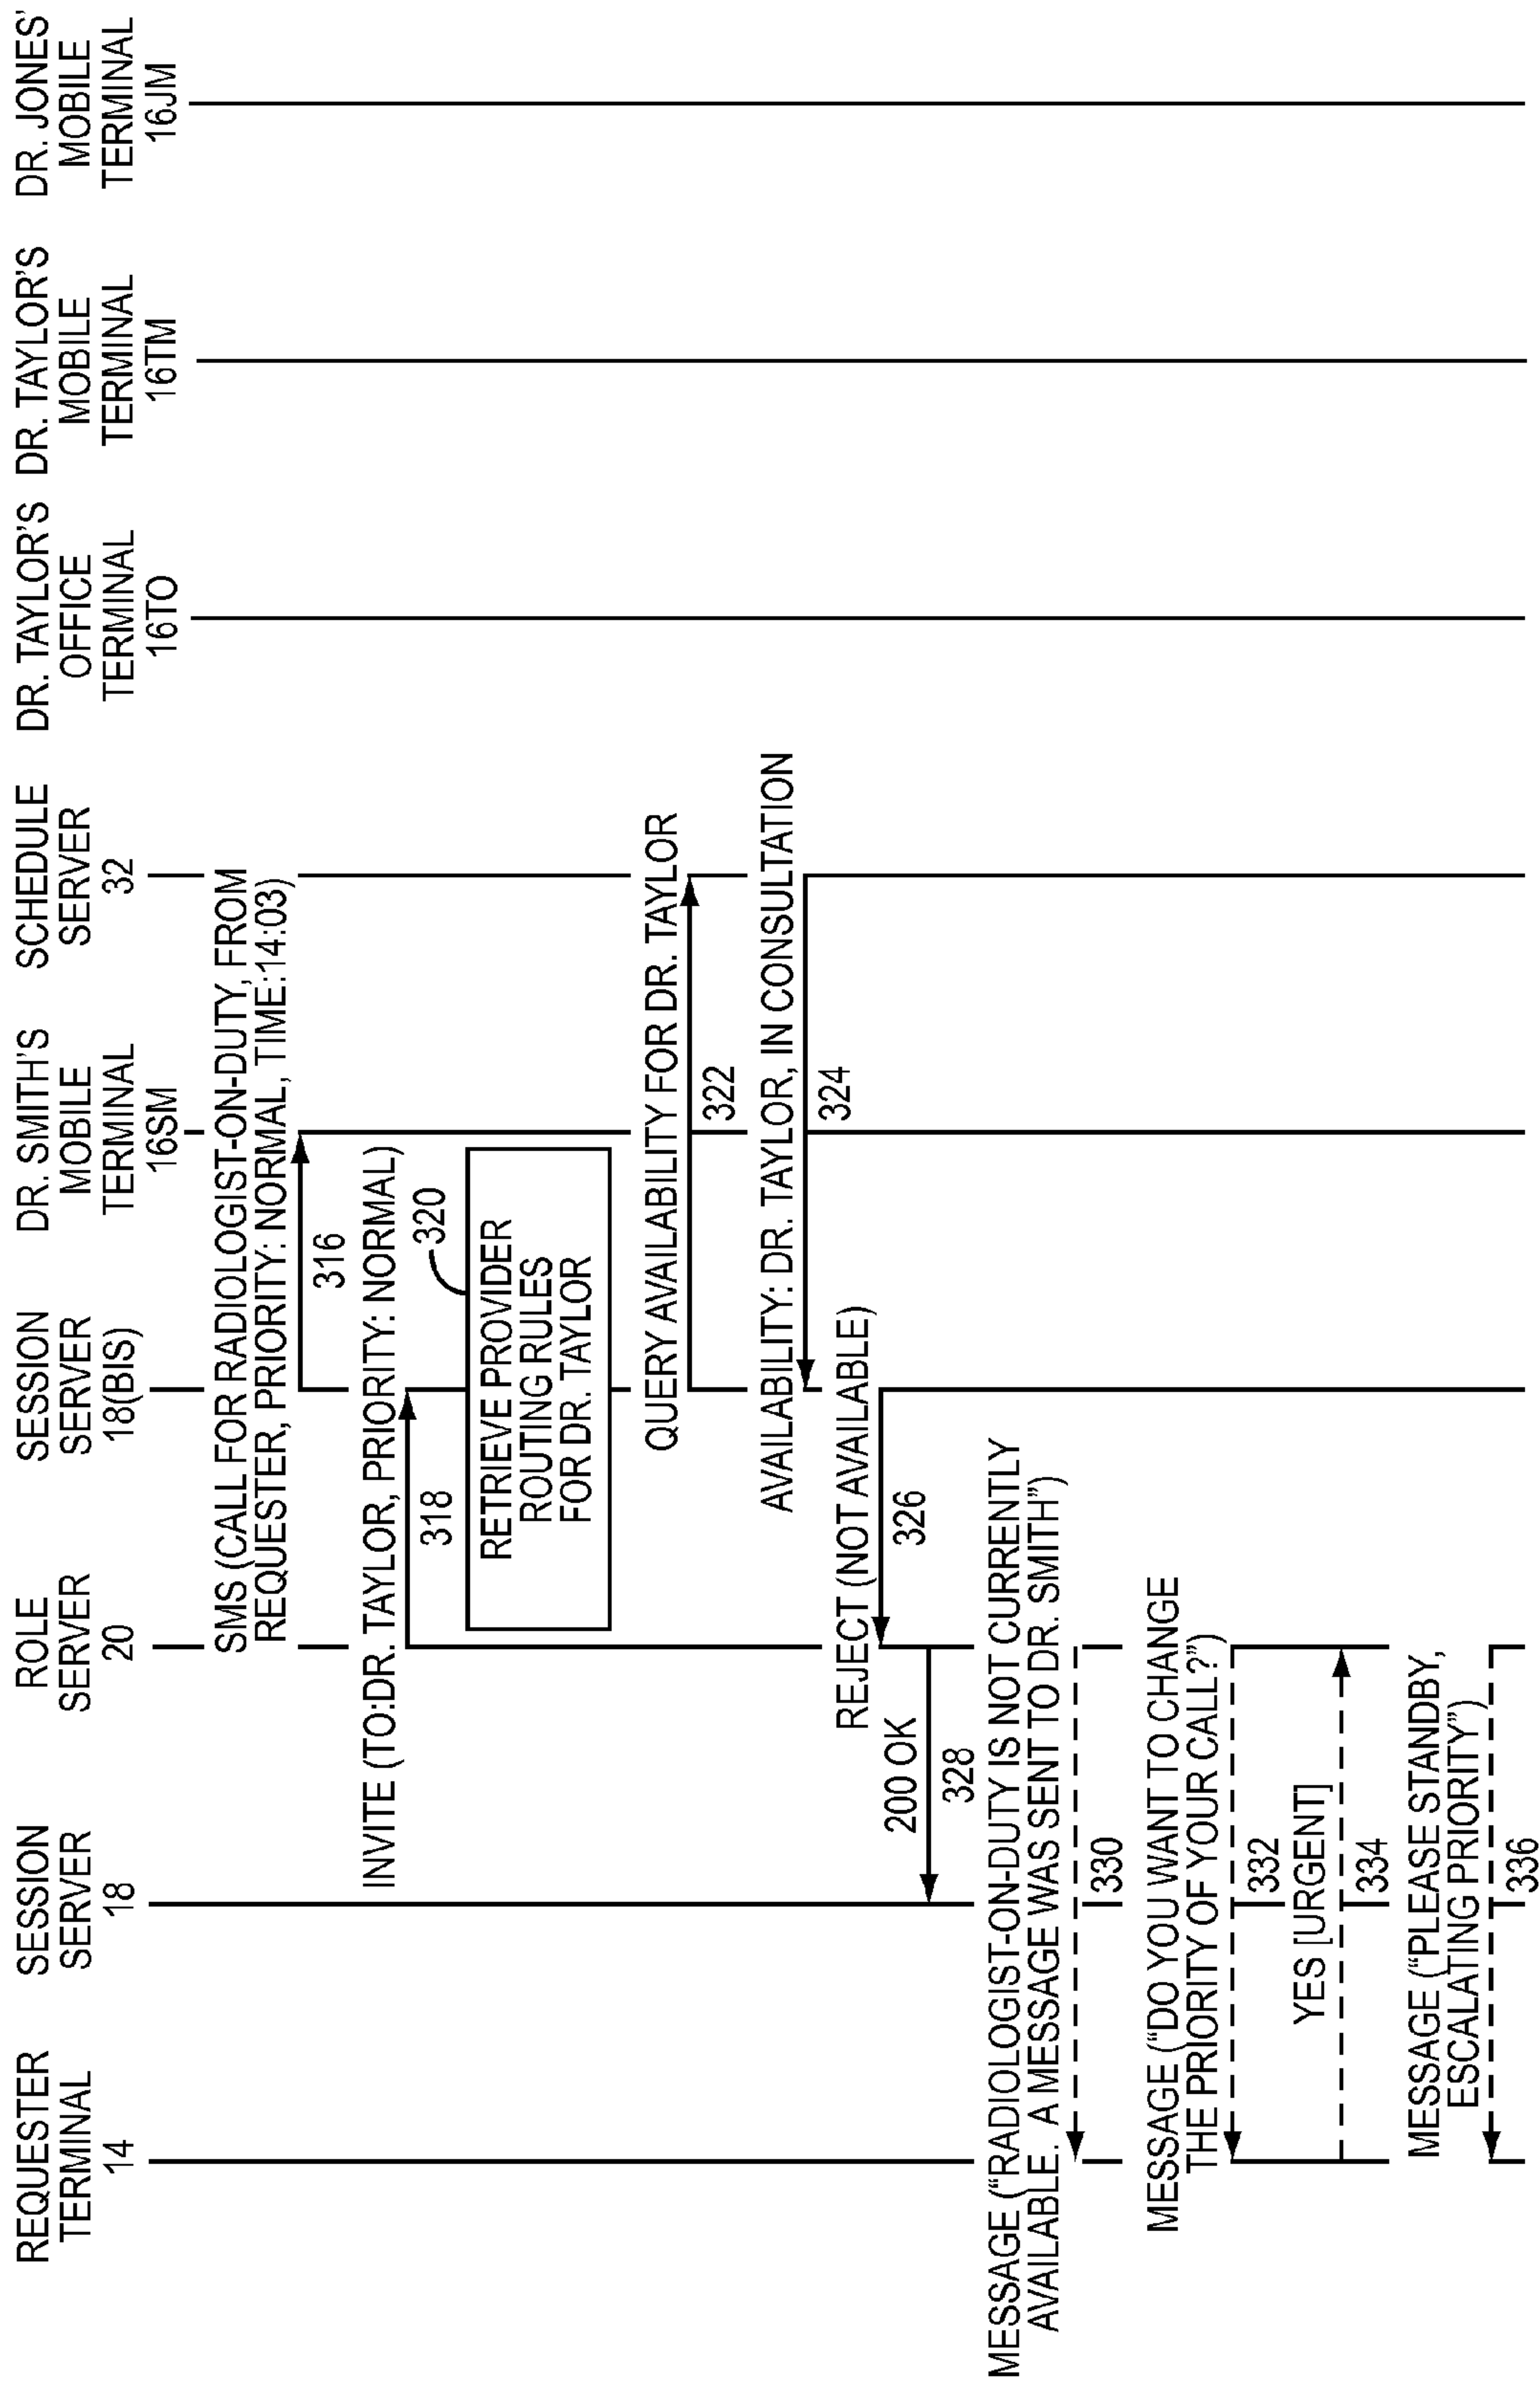 REQUESTER
TERMINAL
14
SESSION
SERVER
18
ROLE
SERVER
20
SESSION
SERVER
18(BIS)
DR. SMITH'S
MOBILE
TERMINAL
16SM
SCHEDULE
SERVER
32
DR. TAYLOR'S
OFFICE
TERMINAL
16TO
DR. TAYLOR'S
MOBILE
TERMINAL
16TM
DR. JONES'
MOBILE
TERMINAL
16JM
SMS (CALL FOR RADIOLOGIST-ON-DUTY, FROM
REQUESTER, PRIORITY: NORMAL, TIME:14:03)
316
INVITE (TO:DR. TAYLOR, PRIORITY: NORMAL)
318
320
RETRIEVE PROVIDER
ROUTING RULES
FOR DR. TAYLOR
QUERY AVAILABILITY FOR DR. TAYLOR
322
AVAILABILITY: DR. TAYLOR, IN CONSULTATION
324
REJECT (NOT AVAILABLE)
326
200 OK
328
MESSAGE (“RADIOLOGIST-ON-DUTY IS NOT CURRENTLY
AVAILABLE. A MESSAGE WAS SENT TO DR. SMITH”)
330
MESSAGE (“DO YOU WANT TO CHANGE
THE PRIORITY OF YOUR CALL?”)
332
YES [URGENT]
334
MESSAGE (“PLEASE STANDBY,
ESCALATING PRIORITY”)
336